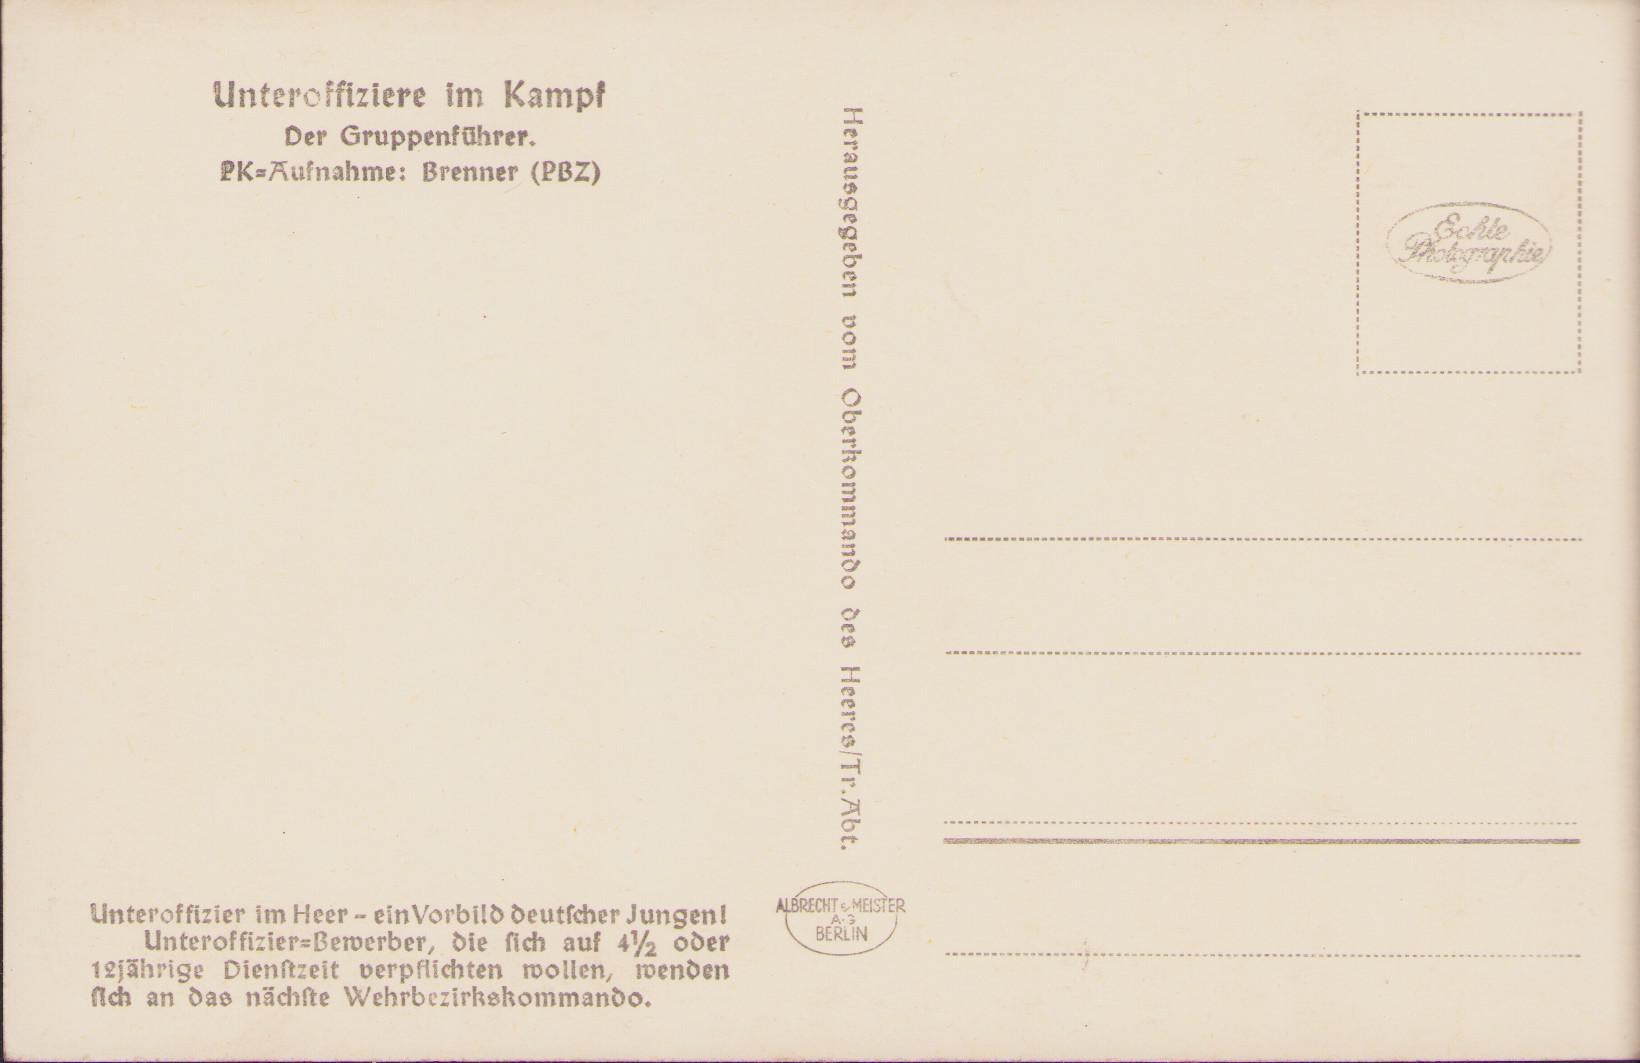 Unteroffiziere im Kampf
Der Gruppenführer.
PK=Aufnahme: Brenner (PBZ)
Unteroffizier im Heer – ein Vorbild deutſcher Jungen!
Unteroffizier=Bewerber, die ſich auf 4½ oder
12jährige Dienſtzeit verpflichten wollen, wenden
ſich an das nächſte Wehrbezirkskommando.
Herausgegeben vom Oberkommando des Heeres/Tr. Abt.
ALBRECHT & MEISTER
A-G
BERLIN
Echte
Photographie